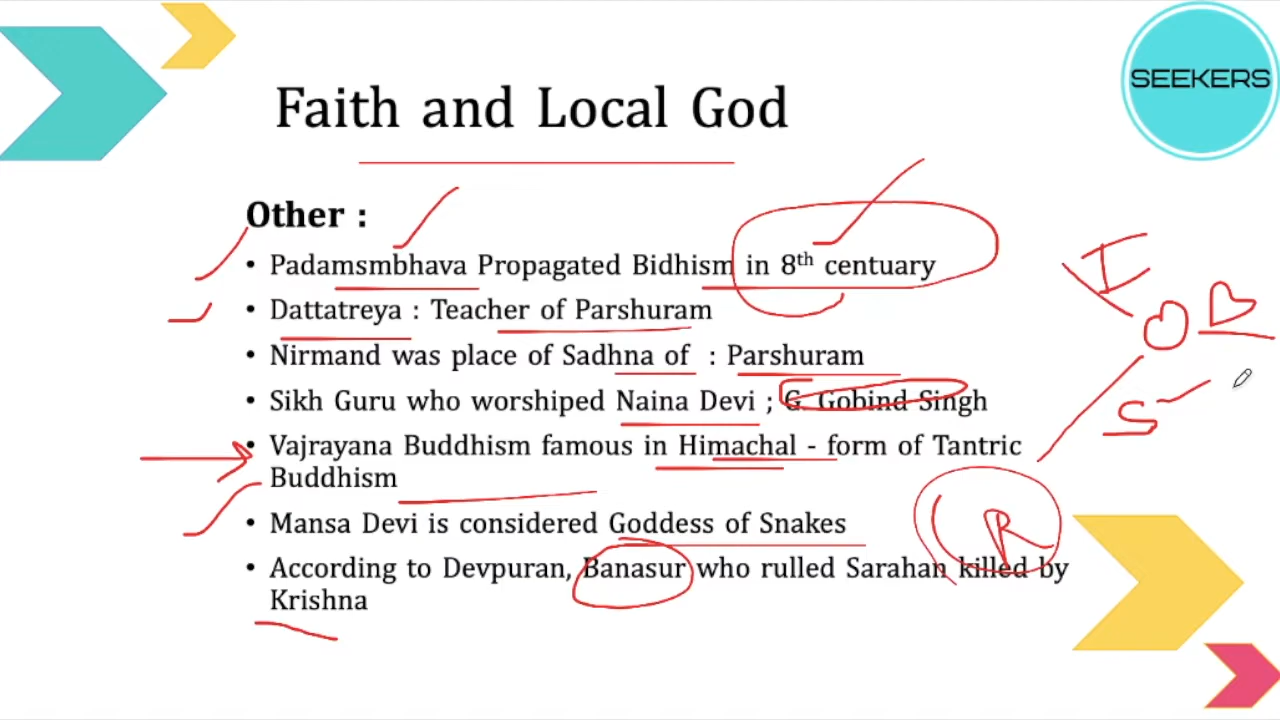 SEEKERS
Faith and Local God
Other :
• Padamsmbhava Propagated Bidhism in 8th centuary
• Dattatreya : Teacher of Parshuram
• Nirmand was place of Sadhna of : Parshuram
• Sikh Guru who worshiped Naina Devi ; G. Gobind Singh
• Vajrayana Buddhism famous in Himachal - form of Tantric
Buddhism
• Mansa Devi is considered Goddess of Snakes
• According to Devpuran, Banasur who rulled Sarahan killed by
Krishna
I
O D
S
R